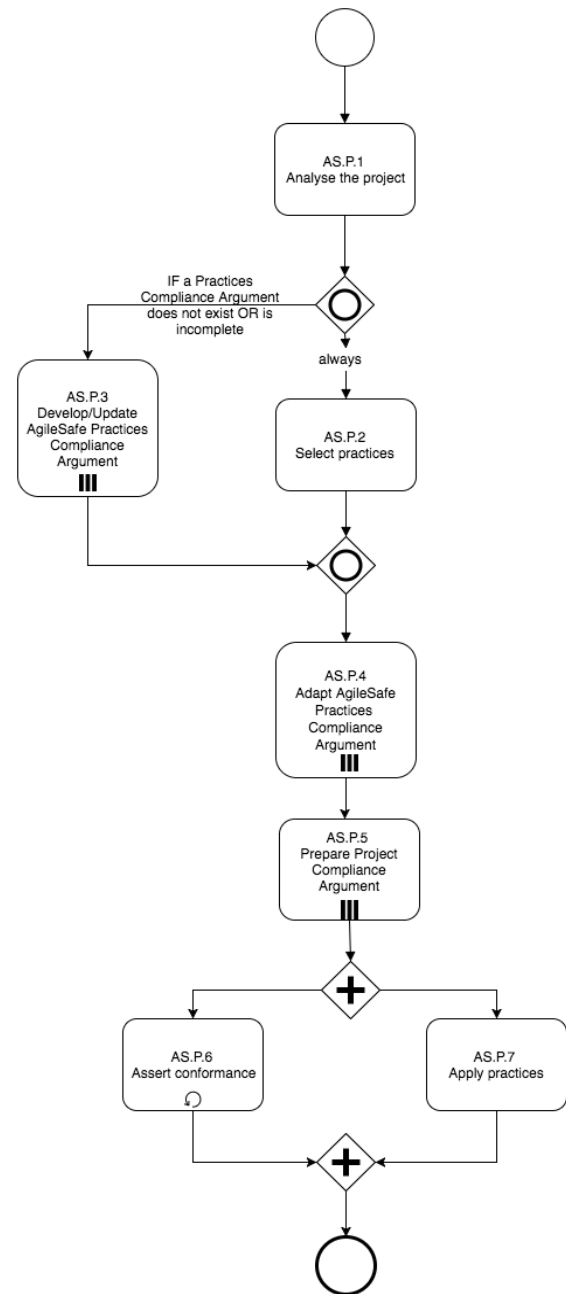 AS.P.1
Analyse the project
IF a Practices
Compliance Argument
does not exist OR is
incomplete
always
AS.P.3
Develop/Update
AgileSafe Practices
Compliance
Argument
AS.P.2
Select practices
AS.P.4
Adapt AgileSafe
Practices
Compliance
Argument
AS.P.5
Prepare Project
Compliance
Argument
AS.P.6
Assert conformance
AS.P.7
Apply practices